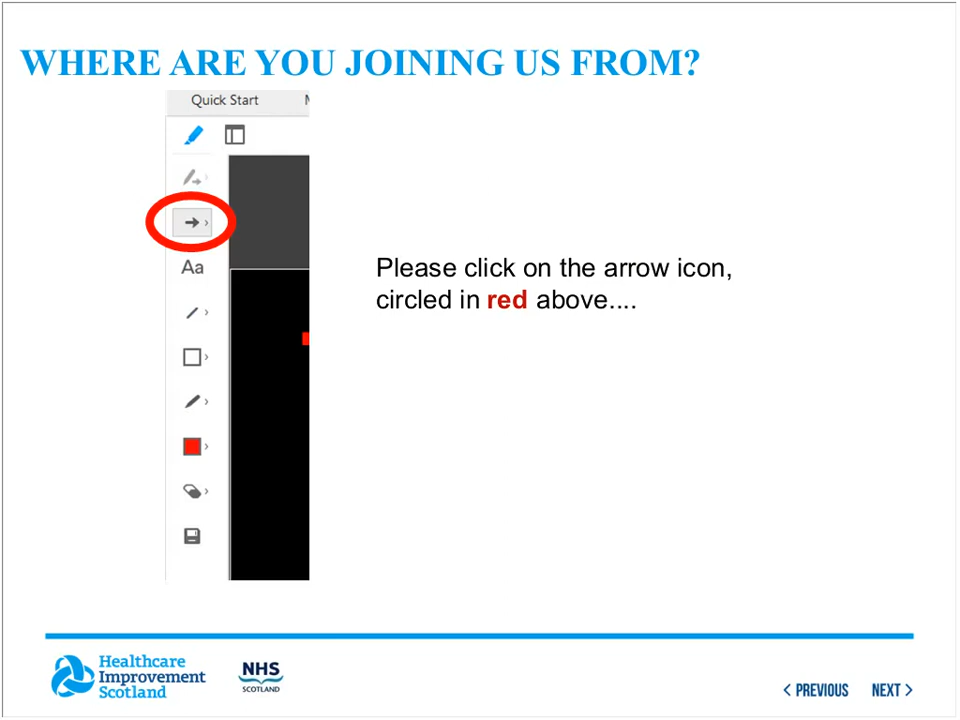 WHERE ARE YOU JOINING US FROM?
Quick Start
Aa
Please click on the arrow icon,
circled in red above....
Healthcare
Improvement
Scotland
NHS
SCOTLAND
PREVIOUS
NEXT